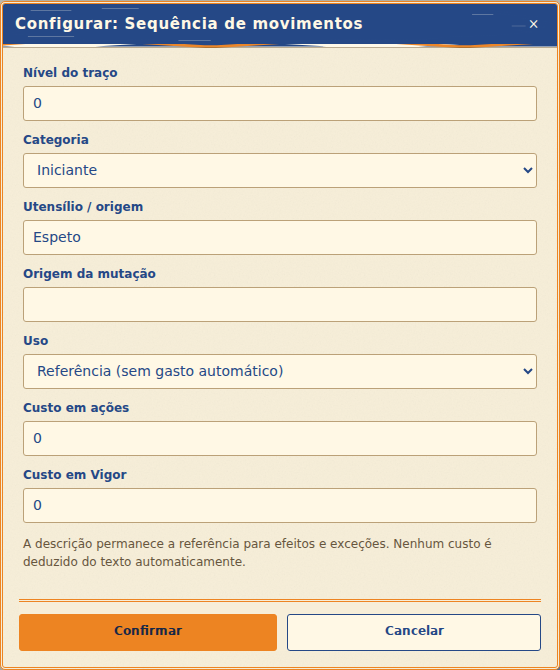 Configurar: Sequência de movimentos ×
Nível do traço
0
Categoria
Iniciante
Utensílio / origem
Espeto
Origem da mutação
Uso
Referência (sem gasto automático)
Custo em ações
0
Custo em Vigor
0
A descrição permanece a referência para efeitos e exceções. Nenhum custo é
deduzido do texto automaticamente.
Confirmar Cancelar